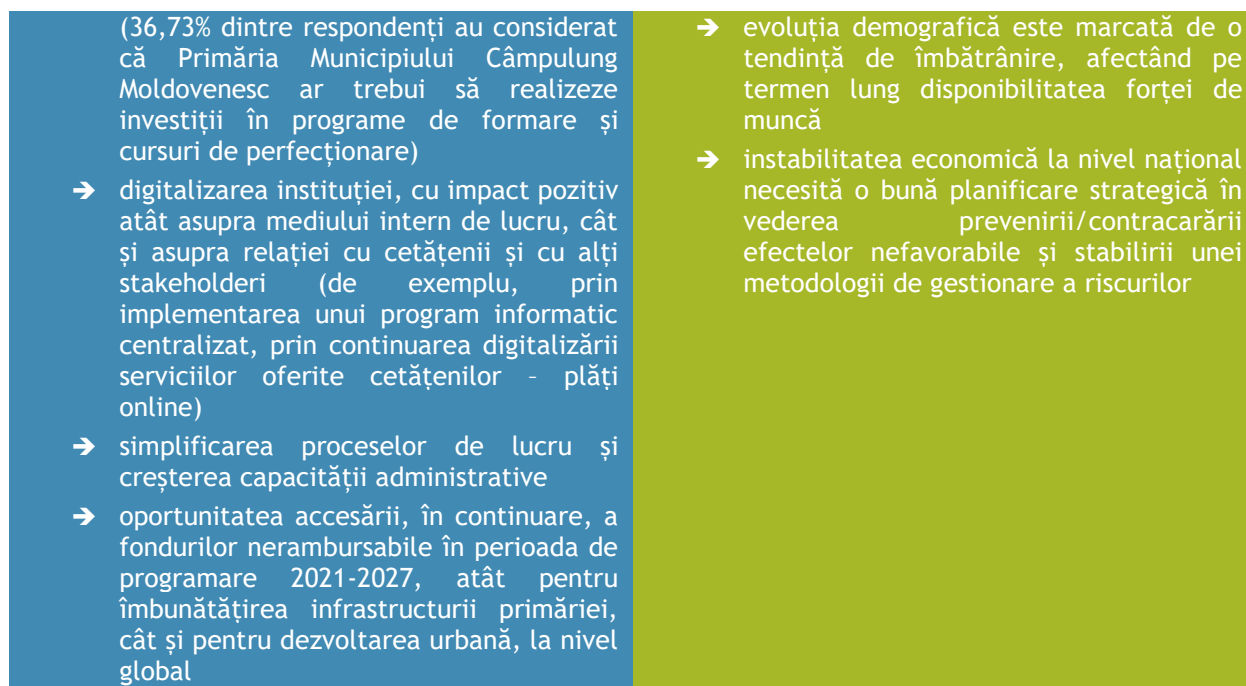 (36,73% dintre respondenți au considerat
că Primăria Municipiului Câmpulung
Moldovenesc ar trebui să realizeze
investiții în programe de formare și
cursuri de perfecționare)
➔ digitalizarea instituției, cu impact pozitiv
atât asupra mediului intern de lucru, cât
și asupra relației cu cetățenii și cu alți
stakeholderi (de exemplu, prin
implementarea unui program informatic
centralizat, prin continuarea digitalizării
serviciilor oferite cetățenilor – plăți
online)
➔ simplificarea proceselor de lucru și
creșterea capacității administrative
➔ oportunitatea accesării, în continuare, a
fondurilor nerambursabile în perioada de
programare 2021-2027, atât pentru
îmbunătățirea infrastructurii primăriei,
cât și pentru dezvoltarea urbană, la nivel
global
➔ evoluția demografică este marcată de o
tendință de îmbătrânire, afectând pe
termen lung disponibilitatea forței de
muncă
➔ instabilitatea economică la nivel național
necesită o bună planificare strategică în
vederea prevenirii/contracarării
efectelor nefavorabile și stabilirii unei
metodologii de gestionare a riscurilor